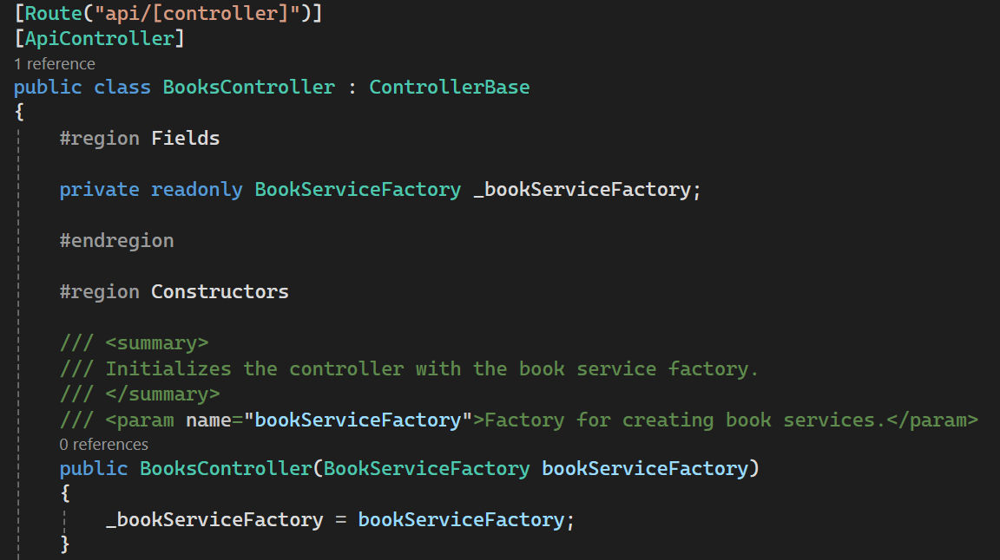 [Route("api/[controller]")]
[ApiController]
1 reference
public class BooksController : ControllerBase
{
    #region Fields

    private readonly BookServiceFactory _bookServiceFactory;

    #endregion

    #region Constructors

    /// <summary>
    /// Initializes the controller with the book service factory.
    /// </summary>
    /// <param name="bookServiceFactory">Factory for creating book services.</param>
    0 references
    public BooksController(BookServiceFactory bookServiceFactory)
    {
        _bookServiceFactory = bookServiceFactory;
    }